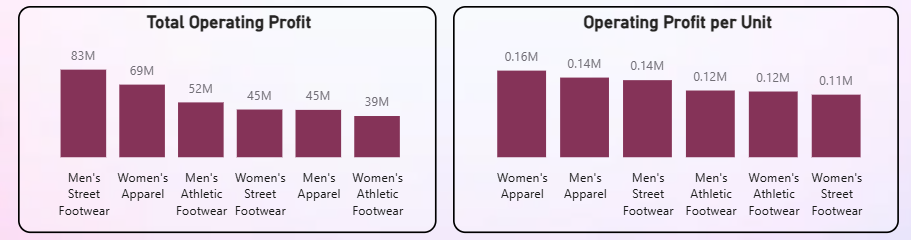 Total Operating Profit
83M
69M
52M
45M
45M
39M
Men's Street Footwear
Women's Apparel
Men's Athletic Footwear
Women's Street Footwear
Men's Apparel
Women's Athletic Footwear
Operating Profit per Unit
0.16M
0.14M
0.14M
0.12M
0.12M
0.11M
Women's Apparel
Men's Apparel
Men's Street Footwear
Men's Athletic Footwear
Women's Athletic Footwear
Women's Street Footwear